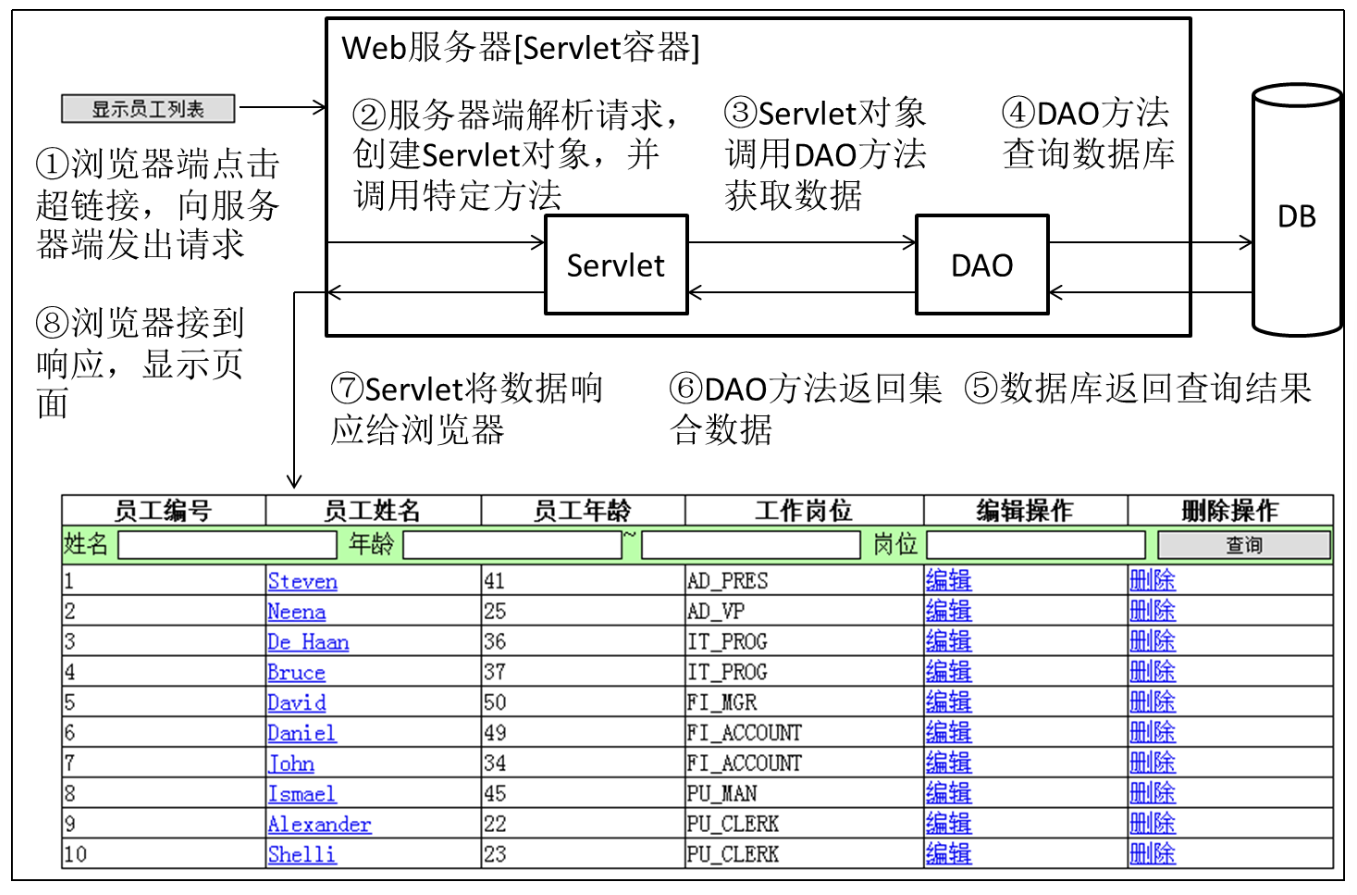 Web服务器[Servlet容器]
显示员工列表
①浏览器端点击
超链接，向服务
器端发出请求
②服务器端解析请求，
创建Servlet对象，并
调用特定方法
③Servlet对象
调用DAO方法
获取数据
④DAO方法
查询数据库
Servlet
DAO
DB
⑧浏览器接到
响应，显示页
面
⑦Servlet将数据响
应给浏览器
⑥DAO方法返回集
合数据
⑤数据库返回查询结果
员工编号 员工姓名 员工年龄 工作岗位 编辑操作 删除操作
姓名 年龄 ~ 岗位 查询
1 Steven 41 AD_PRES 编辑 删除
2 Neena 25 AD_VP 编辑 删除
3 De Haan 36 IT_PROG 编辑 删除
4 Bruce 37 IT_PROG 编辑 删除
5 David 50 FI_MGR 编辑 删除
6 Daniel 49 FI_ACCOUNT 编辑 删除
7 John 34 FI_ACCOUNT 编辑 删除
8 Ismael 45 PU_MAN 编辑 删除
9 Alexander 22 PU_CLERK 编辑 删除
10 Shelli 23 PU_CLERK 编辑 删除